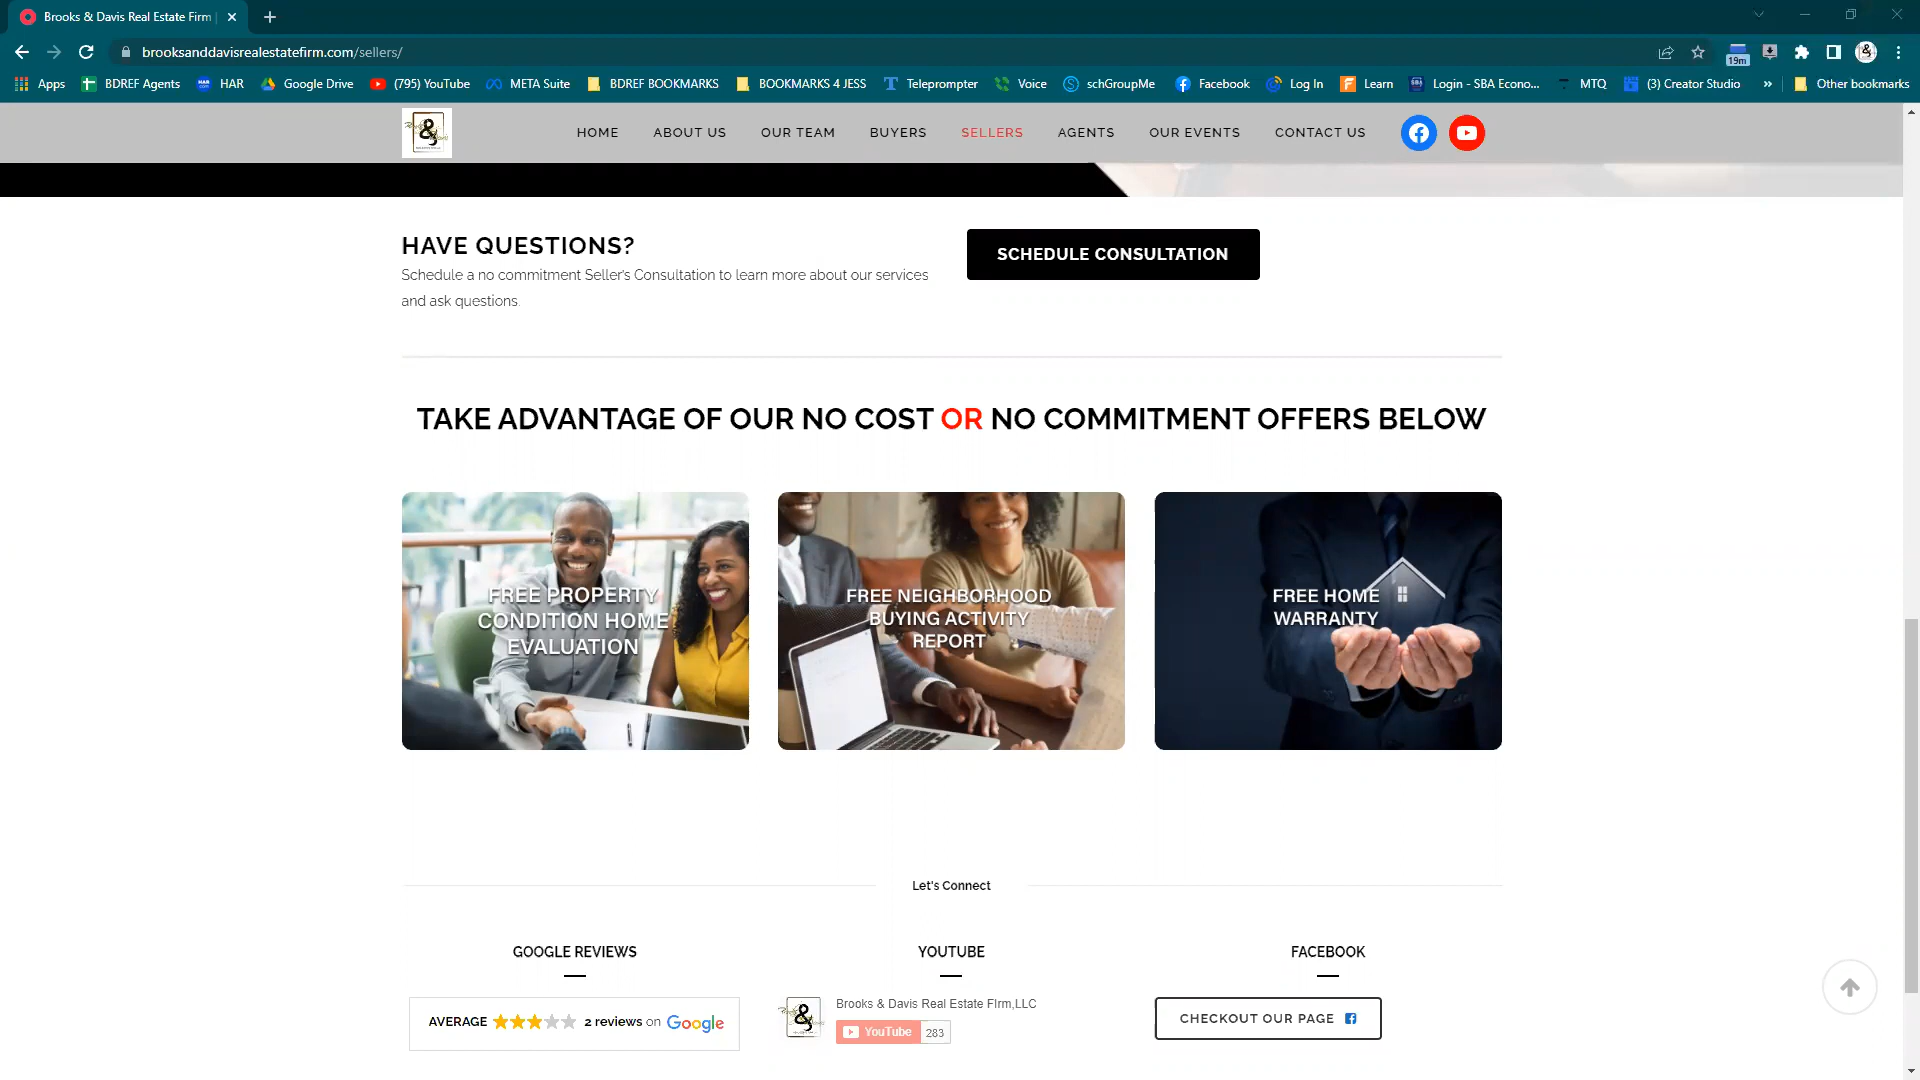 Brooks & Davis Real Estate Firm |
brooksanddavisrealestatefirm.com/sellers/
19m
Apps BDREF Agents HAR Google Drive (795) YouTube META Suite BDREF BOOKMARKS BOOKMARKS 4 JESS Teleprompter Voice schGroupMe Facebook Log In Learn Login - SBA Econo... MTQ (3) Creator Studio » Other bookmarks
HOME ABOUT US OUR TEAM BUYERS SELLERS AGENTS OUR EVENTS CONTACT US
HAVE QUESTIONS?
Schedule a no commitment Seller's Consultation to learn more about our services
and ask questions.
SCHEDULE CONSULTATION
TAKE ADVANTAGE OF OUR NO COST OR NO COMMITMENT OFFERS BELOW
FREE PROPERTY
CONDITION HOME
EVALUATION
FREE NEIGHBORHOOD
BUYING ACTIVITY
REPORT
FREE HOME
WARRANTY
Let's Connect
GOOGLE REVIEWS
AVERAGE 2 reviews on Google
YOUTUBE
Brooks & Davis Real Estate FIrm,LLC
YouTube 283
FACEBOOK
CHECKOUT OUR PAGE